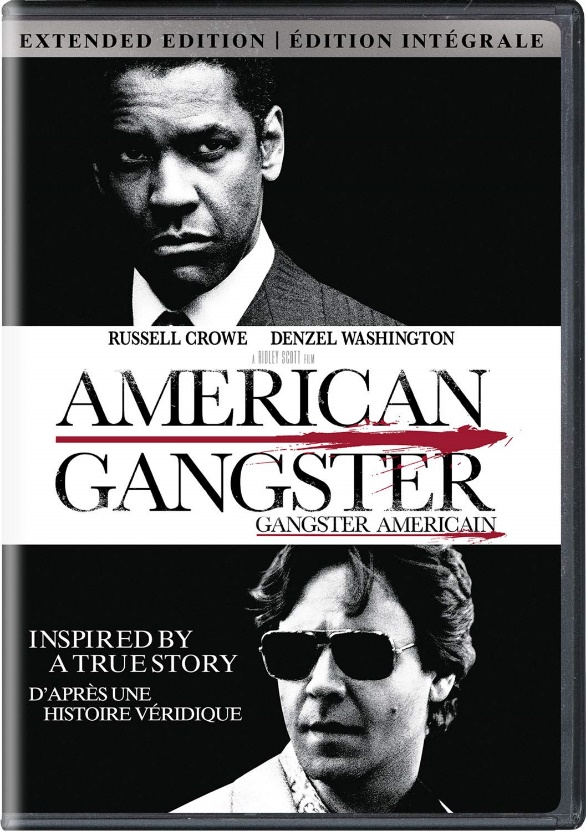 EXTENDED EDITION | ÉDITION INTÉGRALE
RUSSELL CROWE DENZEL WASHINGTON
A RIDLEY SCOTT FILM
AMERICAN
GANGSTER
GANGSTER AMERICAIN
INSPIRED BY
A TRUE STORY
D'APRÈS UNE
HISTOIRE VÉRIDIQUE